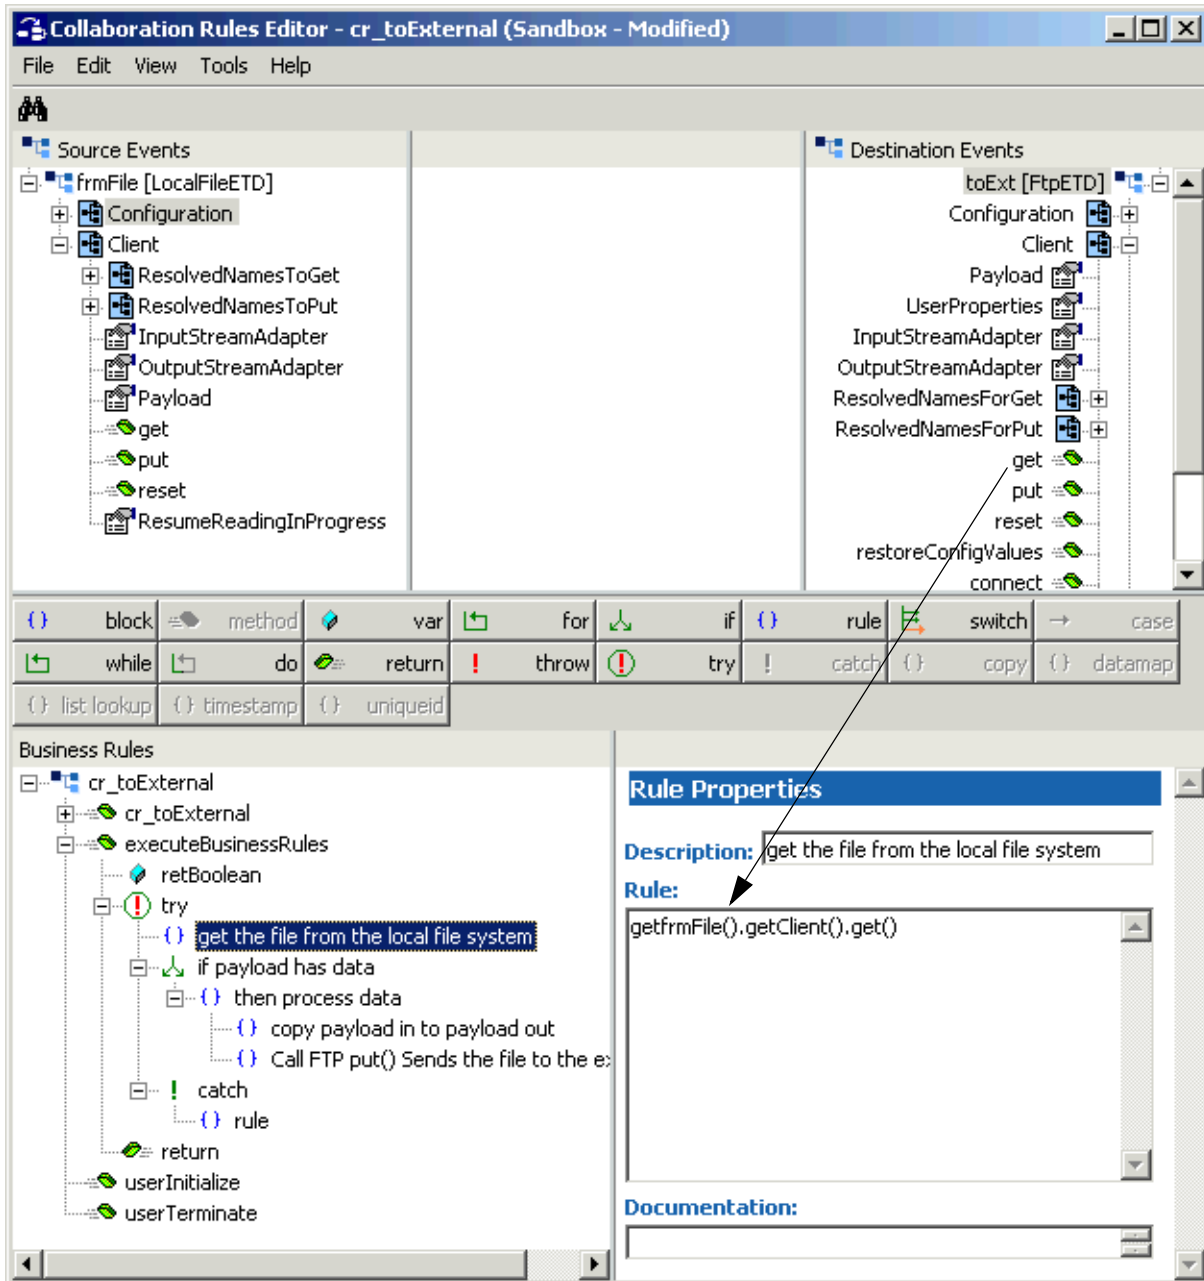 Collaboration Rules Editor - cr_toExternal (Sandbox - Modified)
File Edit View Tools Help
Source Events
frmFile [LocalFileETD]
Configuration
Client
ResolvedNamesToGet
ResolvedNamesToPut
InputStreamAdapter
OutputStreamAdapter
Payload
get
put
reset
ResumeReadingInProgress
Destination Events
toExt [FtpETD]
Configuration
Client
Payload
UserProperties
InputStreamAdapter
OutputStreamAdapter
ResolvedNamesForGet
ResolvedNamesForPut
get
put
reset
restoreConfigValues
connect
{} block method var for if {} rule switch case
while do return throw try catch {} copy {} datamap
{} list lookup {} timestamp {} uniqueid
Business Rules
cr_toExternal
cr_toExternal
executeBusinessRules
retBoolean
try
{} get the file from the local file system
if payload has data
{} then process data
{} copy payload in to payload out
{} Call FTP put() Sends the file to the
catch
{} rule
return
userInitialize
userTerminate
Rule Properties
Description: get the file from the local file system
Rule:
getfrmFile().getClient().get()
Documentation: